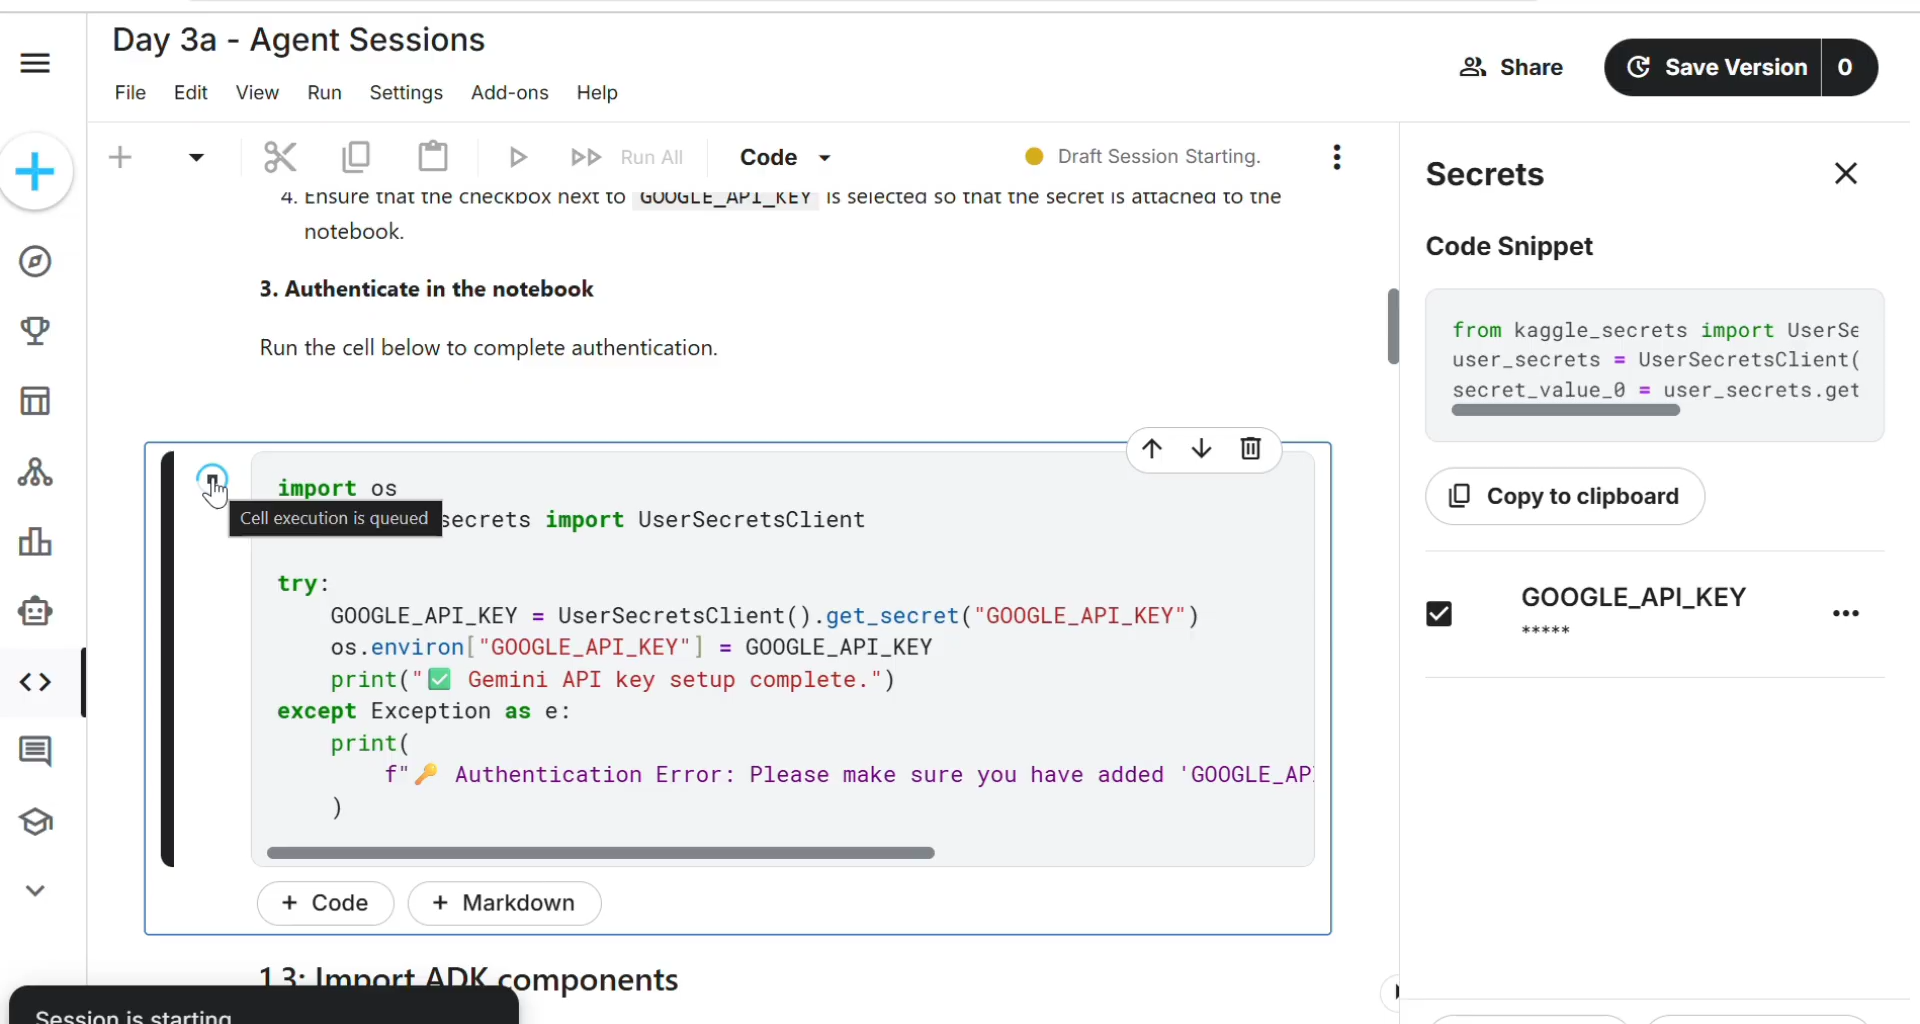 Day 3a - Agent Sessions
File Edit View Run Settings Add-ons Help
Share
Save Version 0
Run All
Code
Draft Session Starting.
4. Ensure that the checkbox next to GOOGLE_API_KEY is selected so that the secret is attached to the
notebook.
3. Authenticate in the notebook
Run the cell below to complete authentication.
import os
Cell execution is queued
secrets import UserSecretsClient
try:
GOOGLE_API_KEY = UserSecretsClient().get_secret("GOOGLE_API_KEY")
os.environ["GOOGLE_API_KEY"] = GOOGLE_API_KEY
print("✅ Gemini API key setup complete.")
except Exception as e:
print(
f"🔑 Authentication Error: Please make sure you have added 'GOOGLE_AP
)
+ Code + Markdown
1.3: Import ADK components
Session is starting
Secrets
Code Snippet
from kaggle_secrets import UserSe
user_secrets = UserSecretsClient(
secret_value_0 = user_secrets.get
Copy to clipboard
GOOGLE_API_KEY
*****